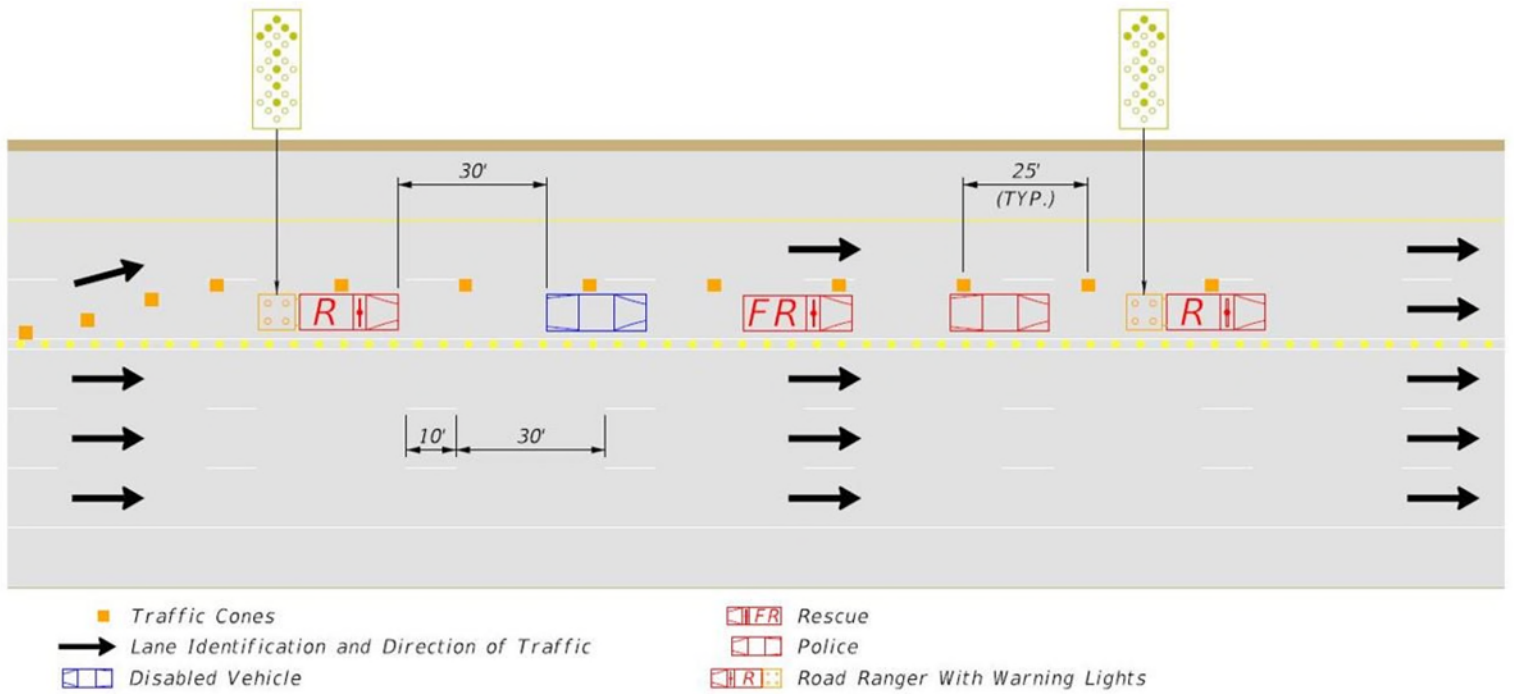 30'
25'
(TYP.)
R
FR
R
10'
30'
Traffic Cones
Lane Identification and Direction of Traffic
Disabled Vehicle
FR Rescue
Police
R Road Ranger With Warning Lights